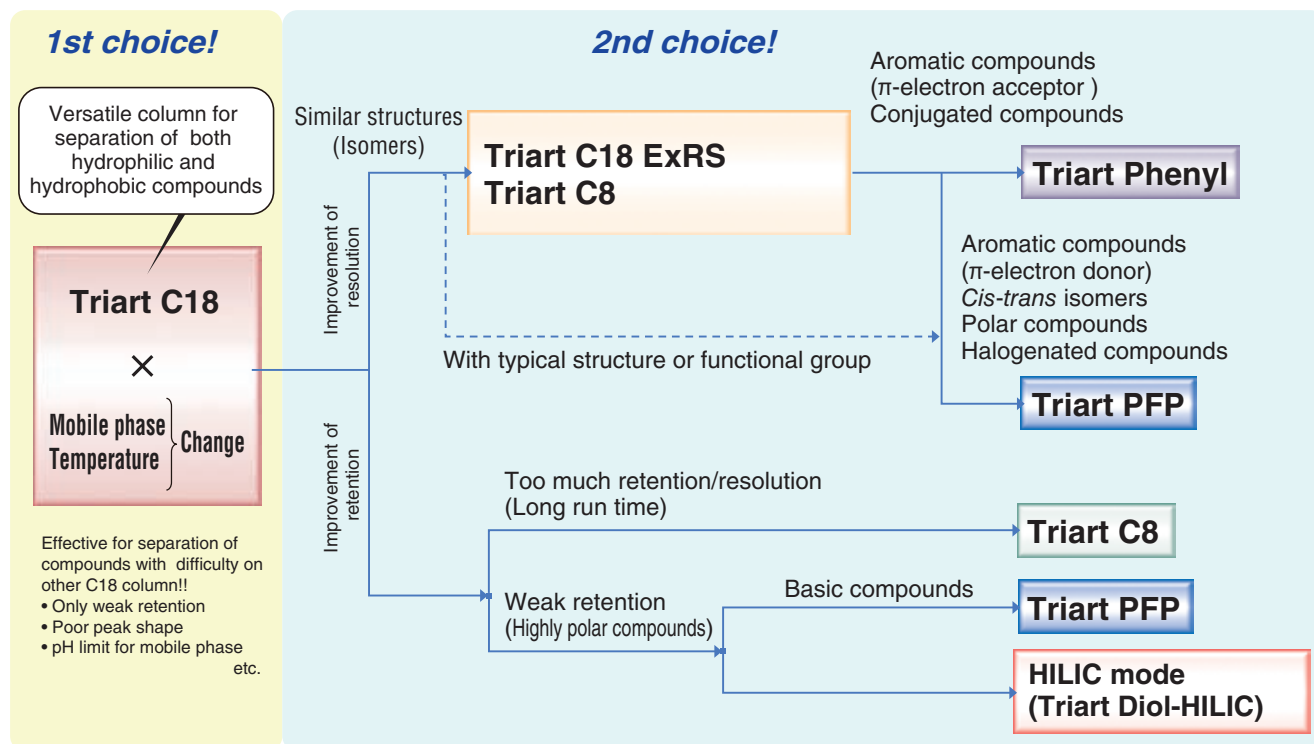 1st choice!
Versatile column for
separation of both
hydrophilic and
hydrophobic compounds
Triart C18
×
Mobile phase
Temperature
Change
Effective for separation of
compounds with difficulty on
other C18 column!!
• Only weak retention
• Poor peak shape
• pH limit for mobile phase
etc.
2nd choice!
Similar structures
(Isomers)
Improvement of
resolution
Triart C18 ExRS
Triart C8
With typical structure or functional group
Aromatic compounds
(π-electron acceptor )
Conjugated compounds
Triart Phenyl
Aromatic compounds
(π-electron donor)
Cis-trans isomers
Polar compounds
Halogenated compounds
Triart PFP
Improvement of
retention
Too much retention/resolution
(Long run time)
Triart C8
Weak retention
(Highly polar compounds)
Basic compounds
Triart PFP
HILIC mode
(Triart Diol-HILIC)